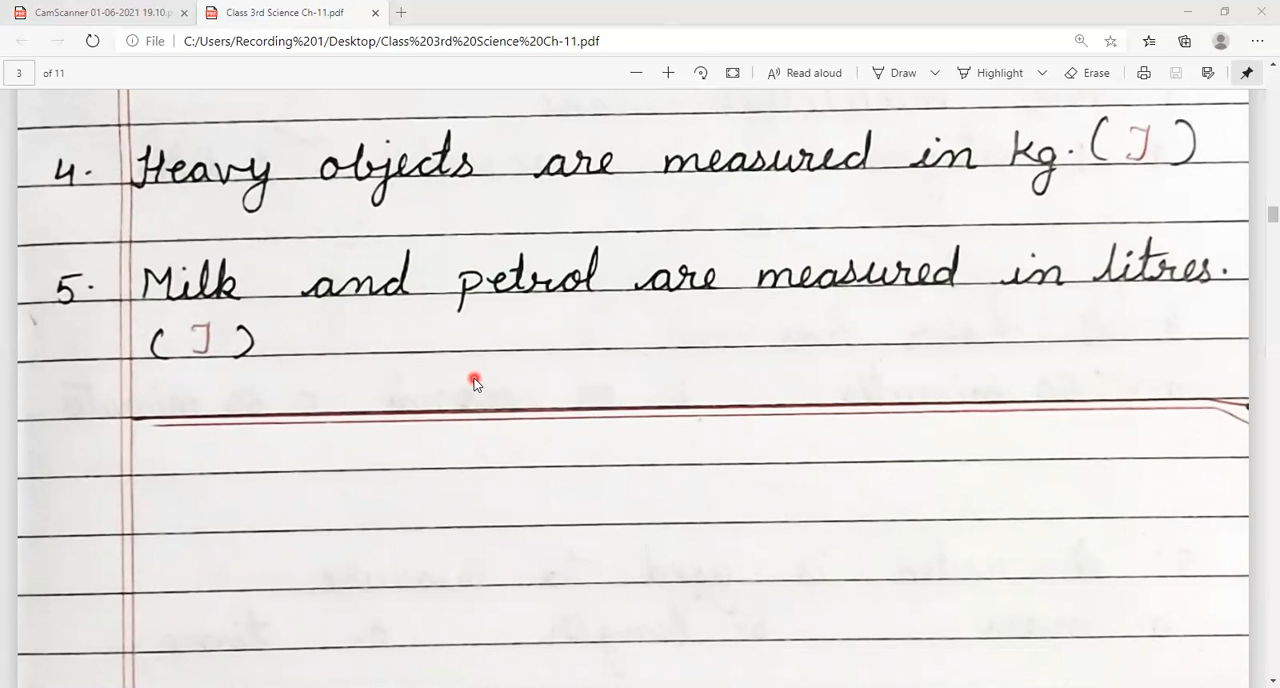 CamScanner 01-06-2021 19.10.p
Class 3rd Science Ch-11.pdf
File
C:/Users/Recording%201/Desktop/Class%203rd%20Science%20Ch-11.pdf
3 of 11
Read aloud
Draw
Highlight
Erase
4. Heavy objects are measured in kg. (T)
5. Milk and petrol are measured in litres.
(T)